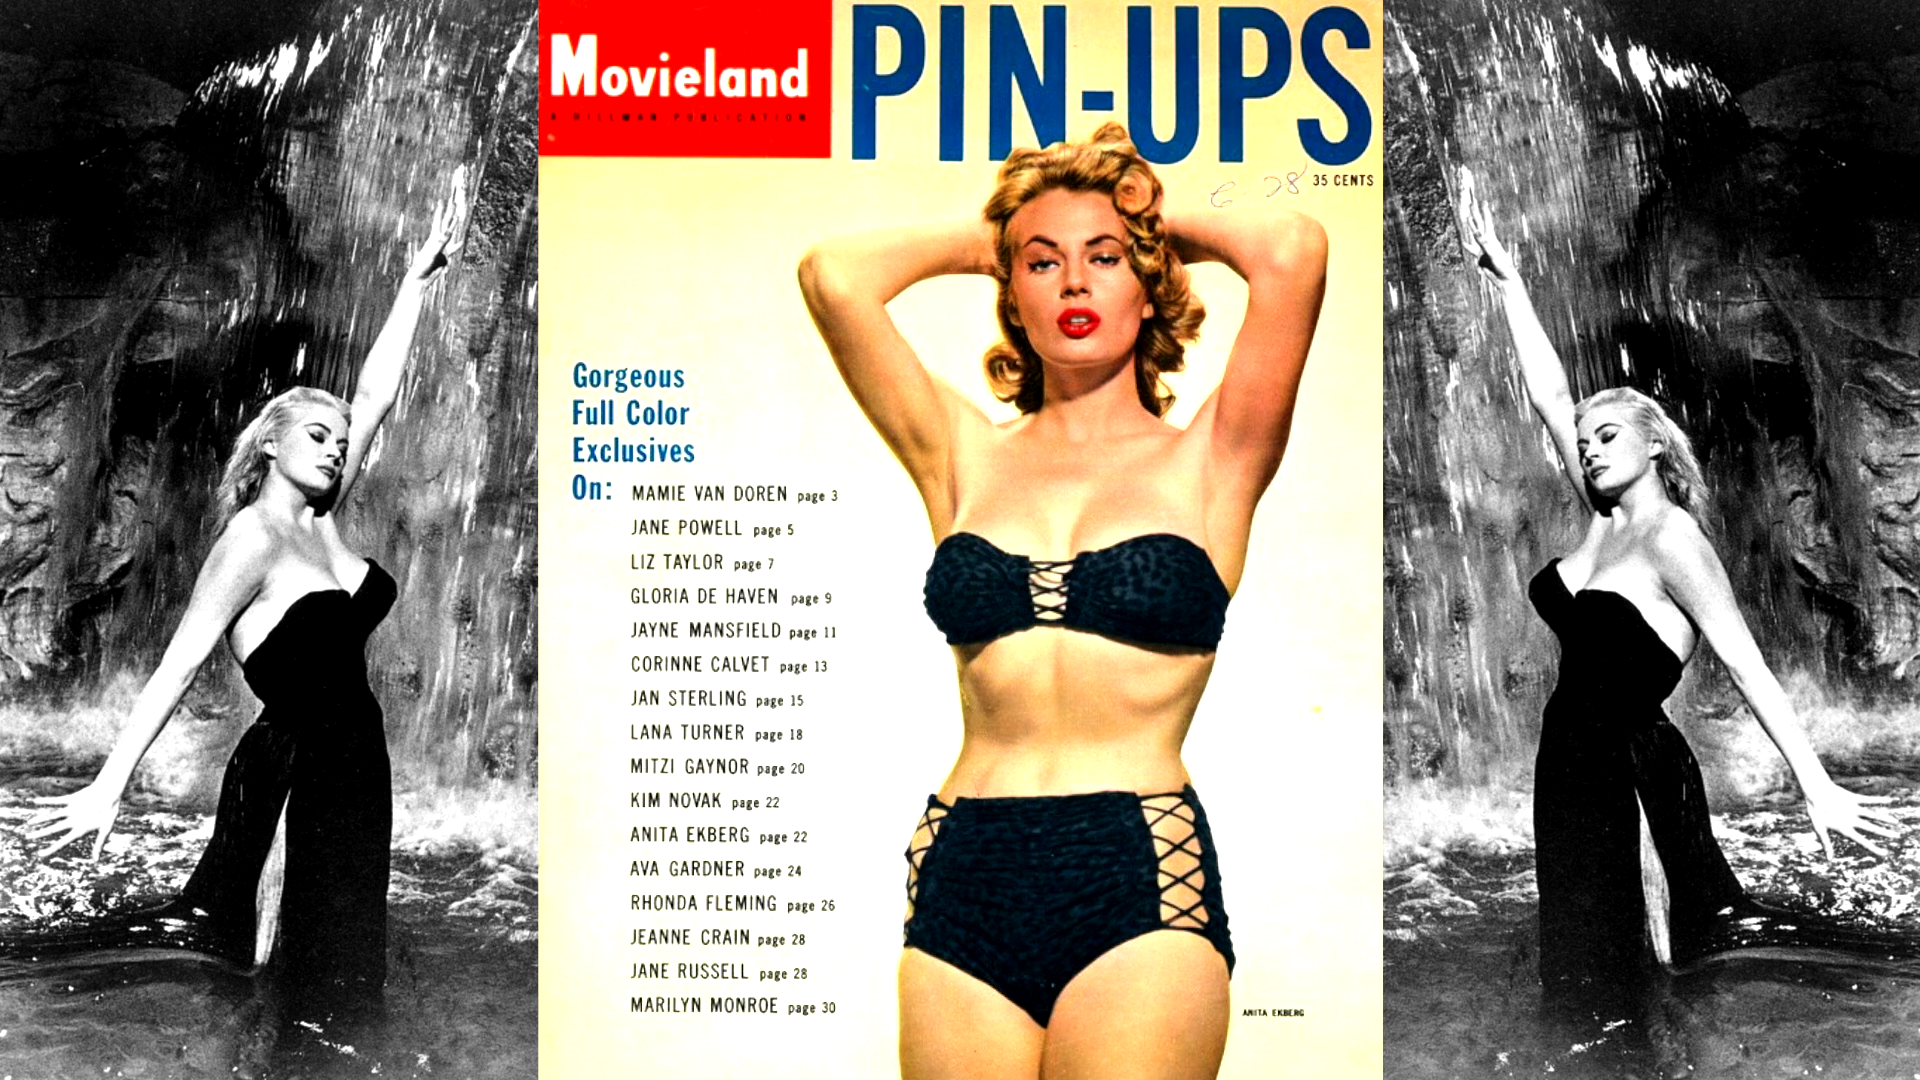 Movieland
A HILLMAN PUBLICATION
PIN-UPS
35 CENTS
Gorgeous
Full Color
Exclusives
On:
MAMIE VAN DOREN page 3
JANE POWELL page 5
LIZ TAYLOR page 7
GLORIA DE HAVEN page 9
JAYNE MANSFIELD page 11
CORINNE CALVET page 13
JAN STERLING page 15
LANA TURNER page 18
MITZI GAYNOR page 20
KIM NOVAK page 22
ANITA EKBERG page 22
AVA GARDNER page 24
RHONDA FLEMING page 26
JEANNE CRAIN page 28
JANE RUSSELL page 28
MARILYN MONROE page 30
ANITA EKBERG